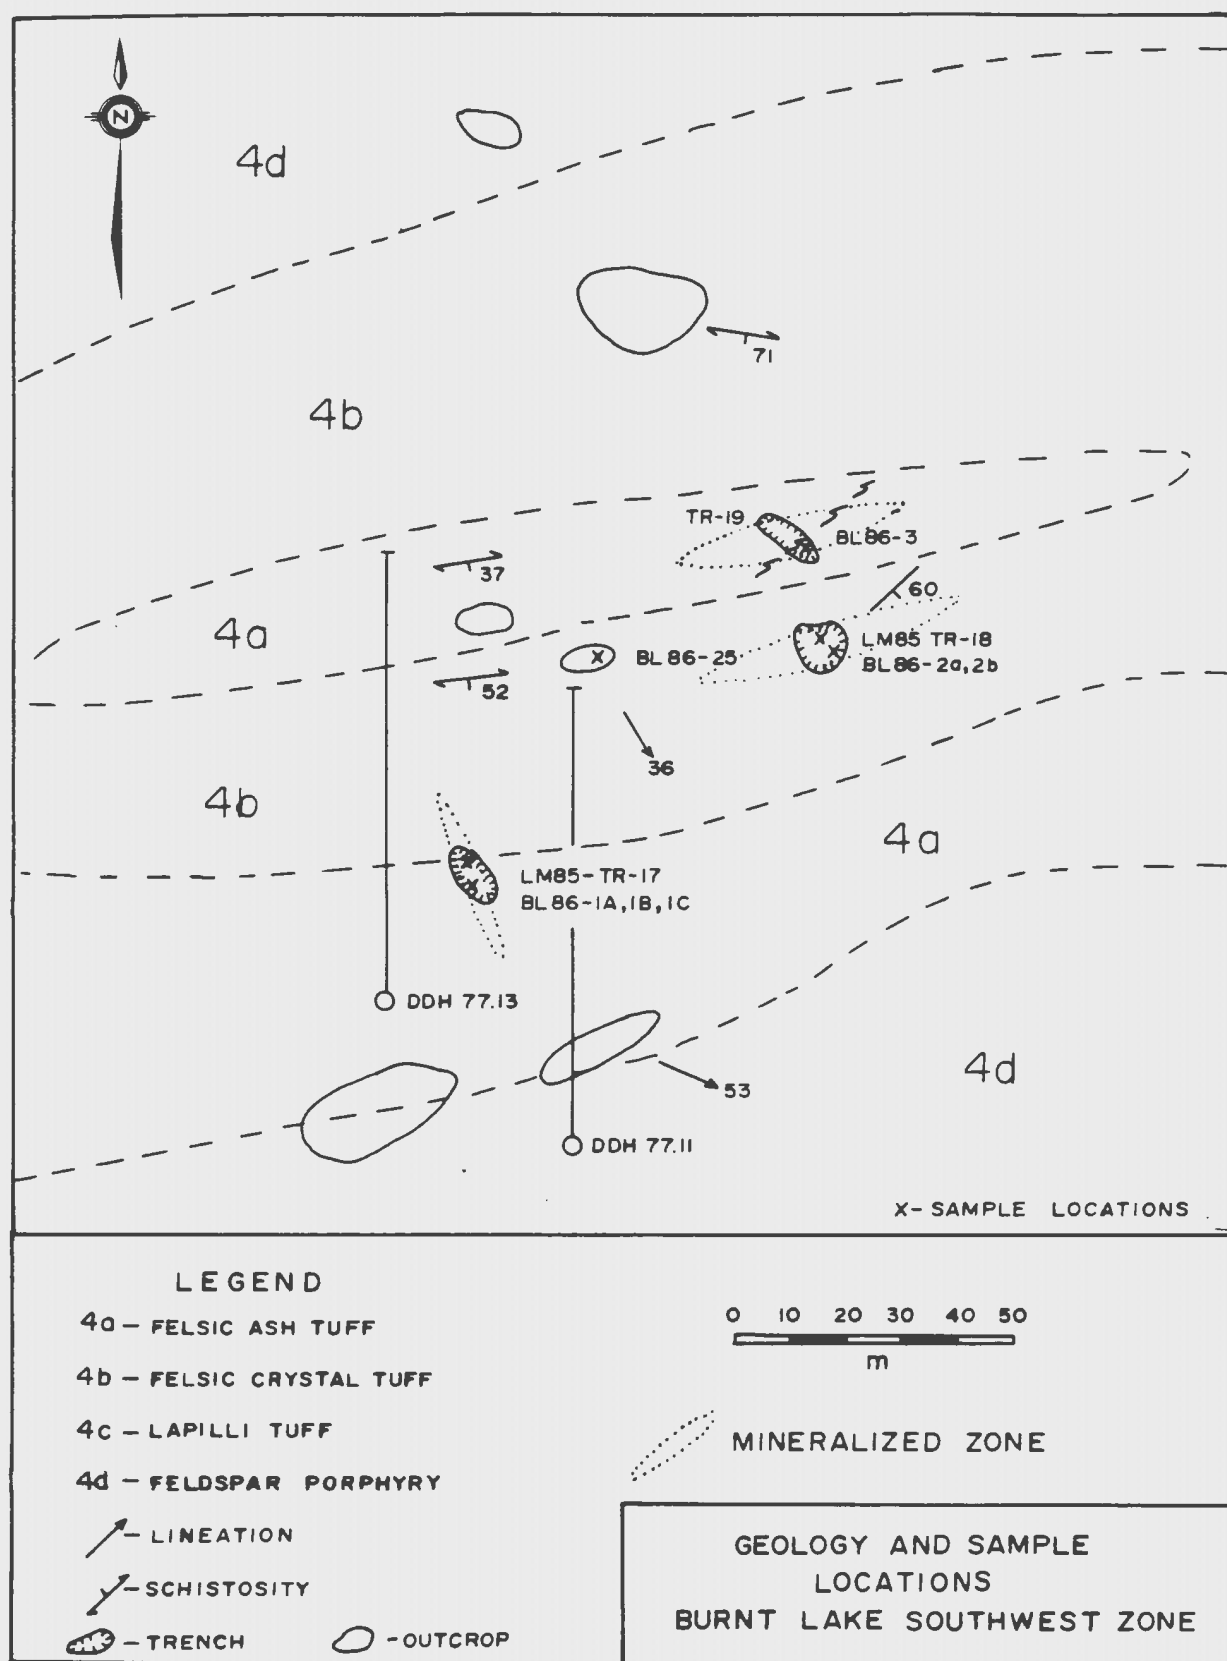 N
4d
71
4b
TR-19
BL86-3
37
60
4a
BL86-25
LM85 TR-18
BL86-2a,2b
52
36
4b
4a
LM85-TR-17
BL86-1A,1B,1C
DDH 77.13
4d
53
DDH 77.11
X-SAMPLE LOCATIONS
LEGEND
4a - FELSIC ASH TUFF
4b - FELSIC CRYSTAL TUFF
4c - LAPILLI TUFF
4d - FELDSPAR PORPHYRY
- LINEATION
- SCHISTOSITY
- TRENCH
- OUTCROP
0 10 20 30 40 50
m
MINERALIZED ZONE
GEOLOGY AND SAMPLE
LOCATIONS
BURNT LAKE SOUTHWEST ZONE